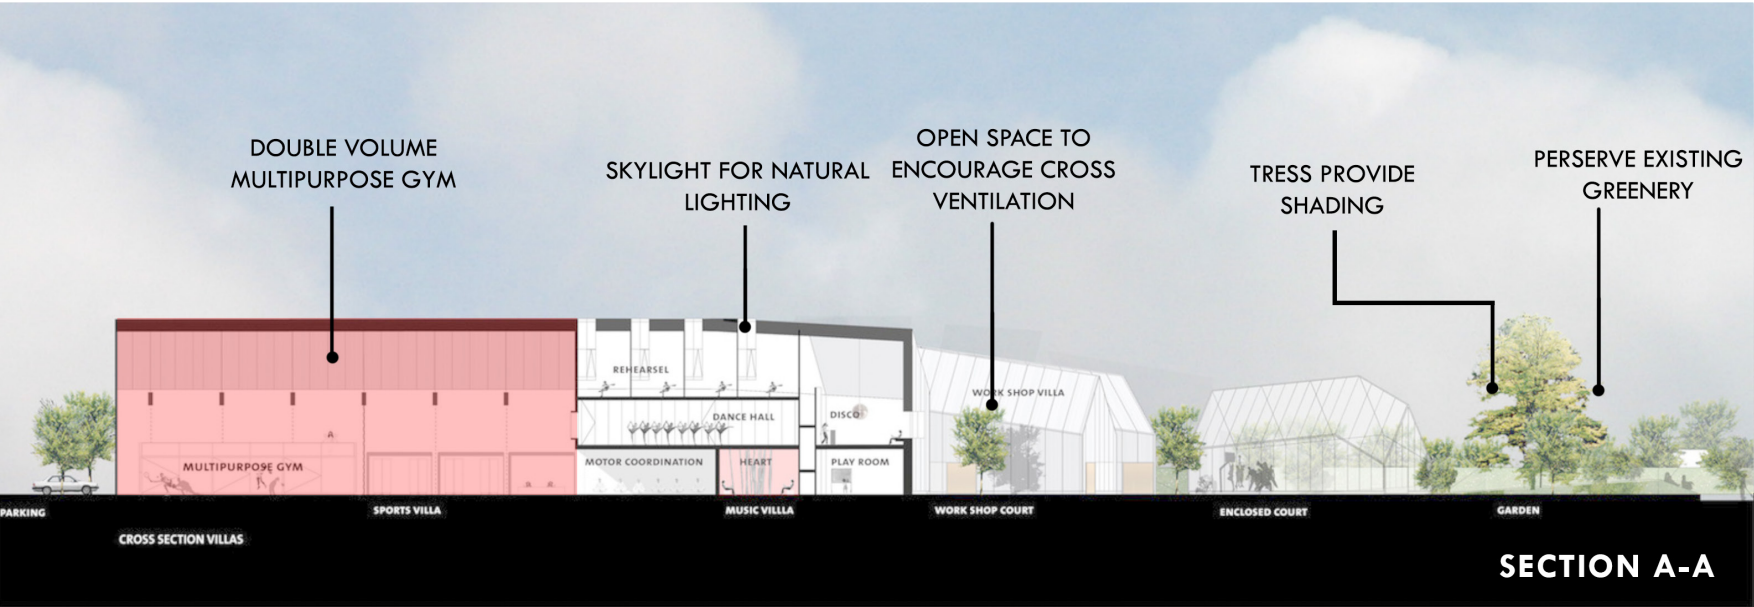 DOUBLE VOLUME
MULTIPURPOSE GYM
SKYLIGHT FOR NATURAL
LIGHTING
OPEN SPACE TO
ENCOURAGE CROSS
VENTILATION
TRESS PROVIDE
SHADING
PERSERVE EXISTING
GREENERY
REHEARSEL
WORK SHOP VILLA
DANCE HALL
DISCO
A
MULTIPURPOSE GYM
MOTOR COORDINATION
HEART
PLAY ROOM
PARKING
SPORTS VILLA
MUSIC VILLLA
WORK SHOP COURT
ENCLOSED COURT
GARDEN
CROSS SECTION VILLAS
SECTION A-A